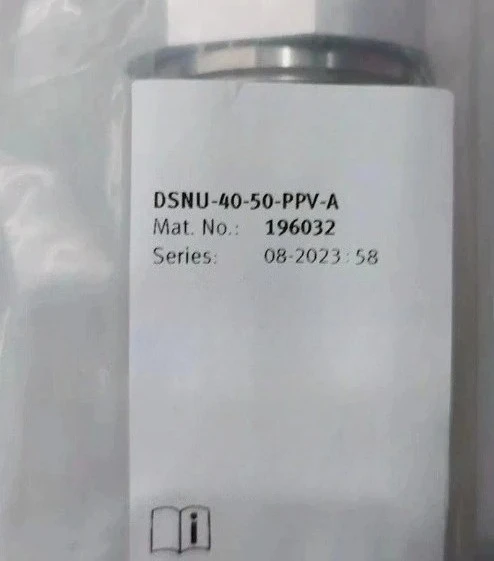 DSNU-40-50-PPV-A
Mat. No.: 196032
Series: 08-2023:58
i